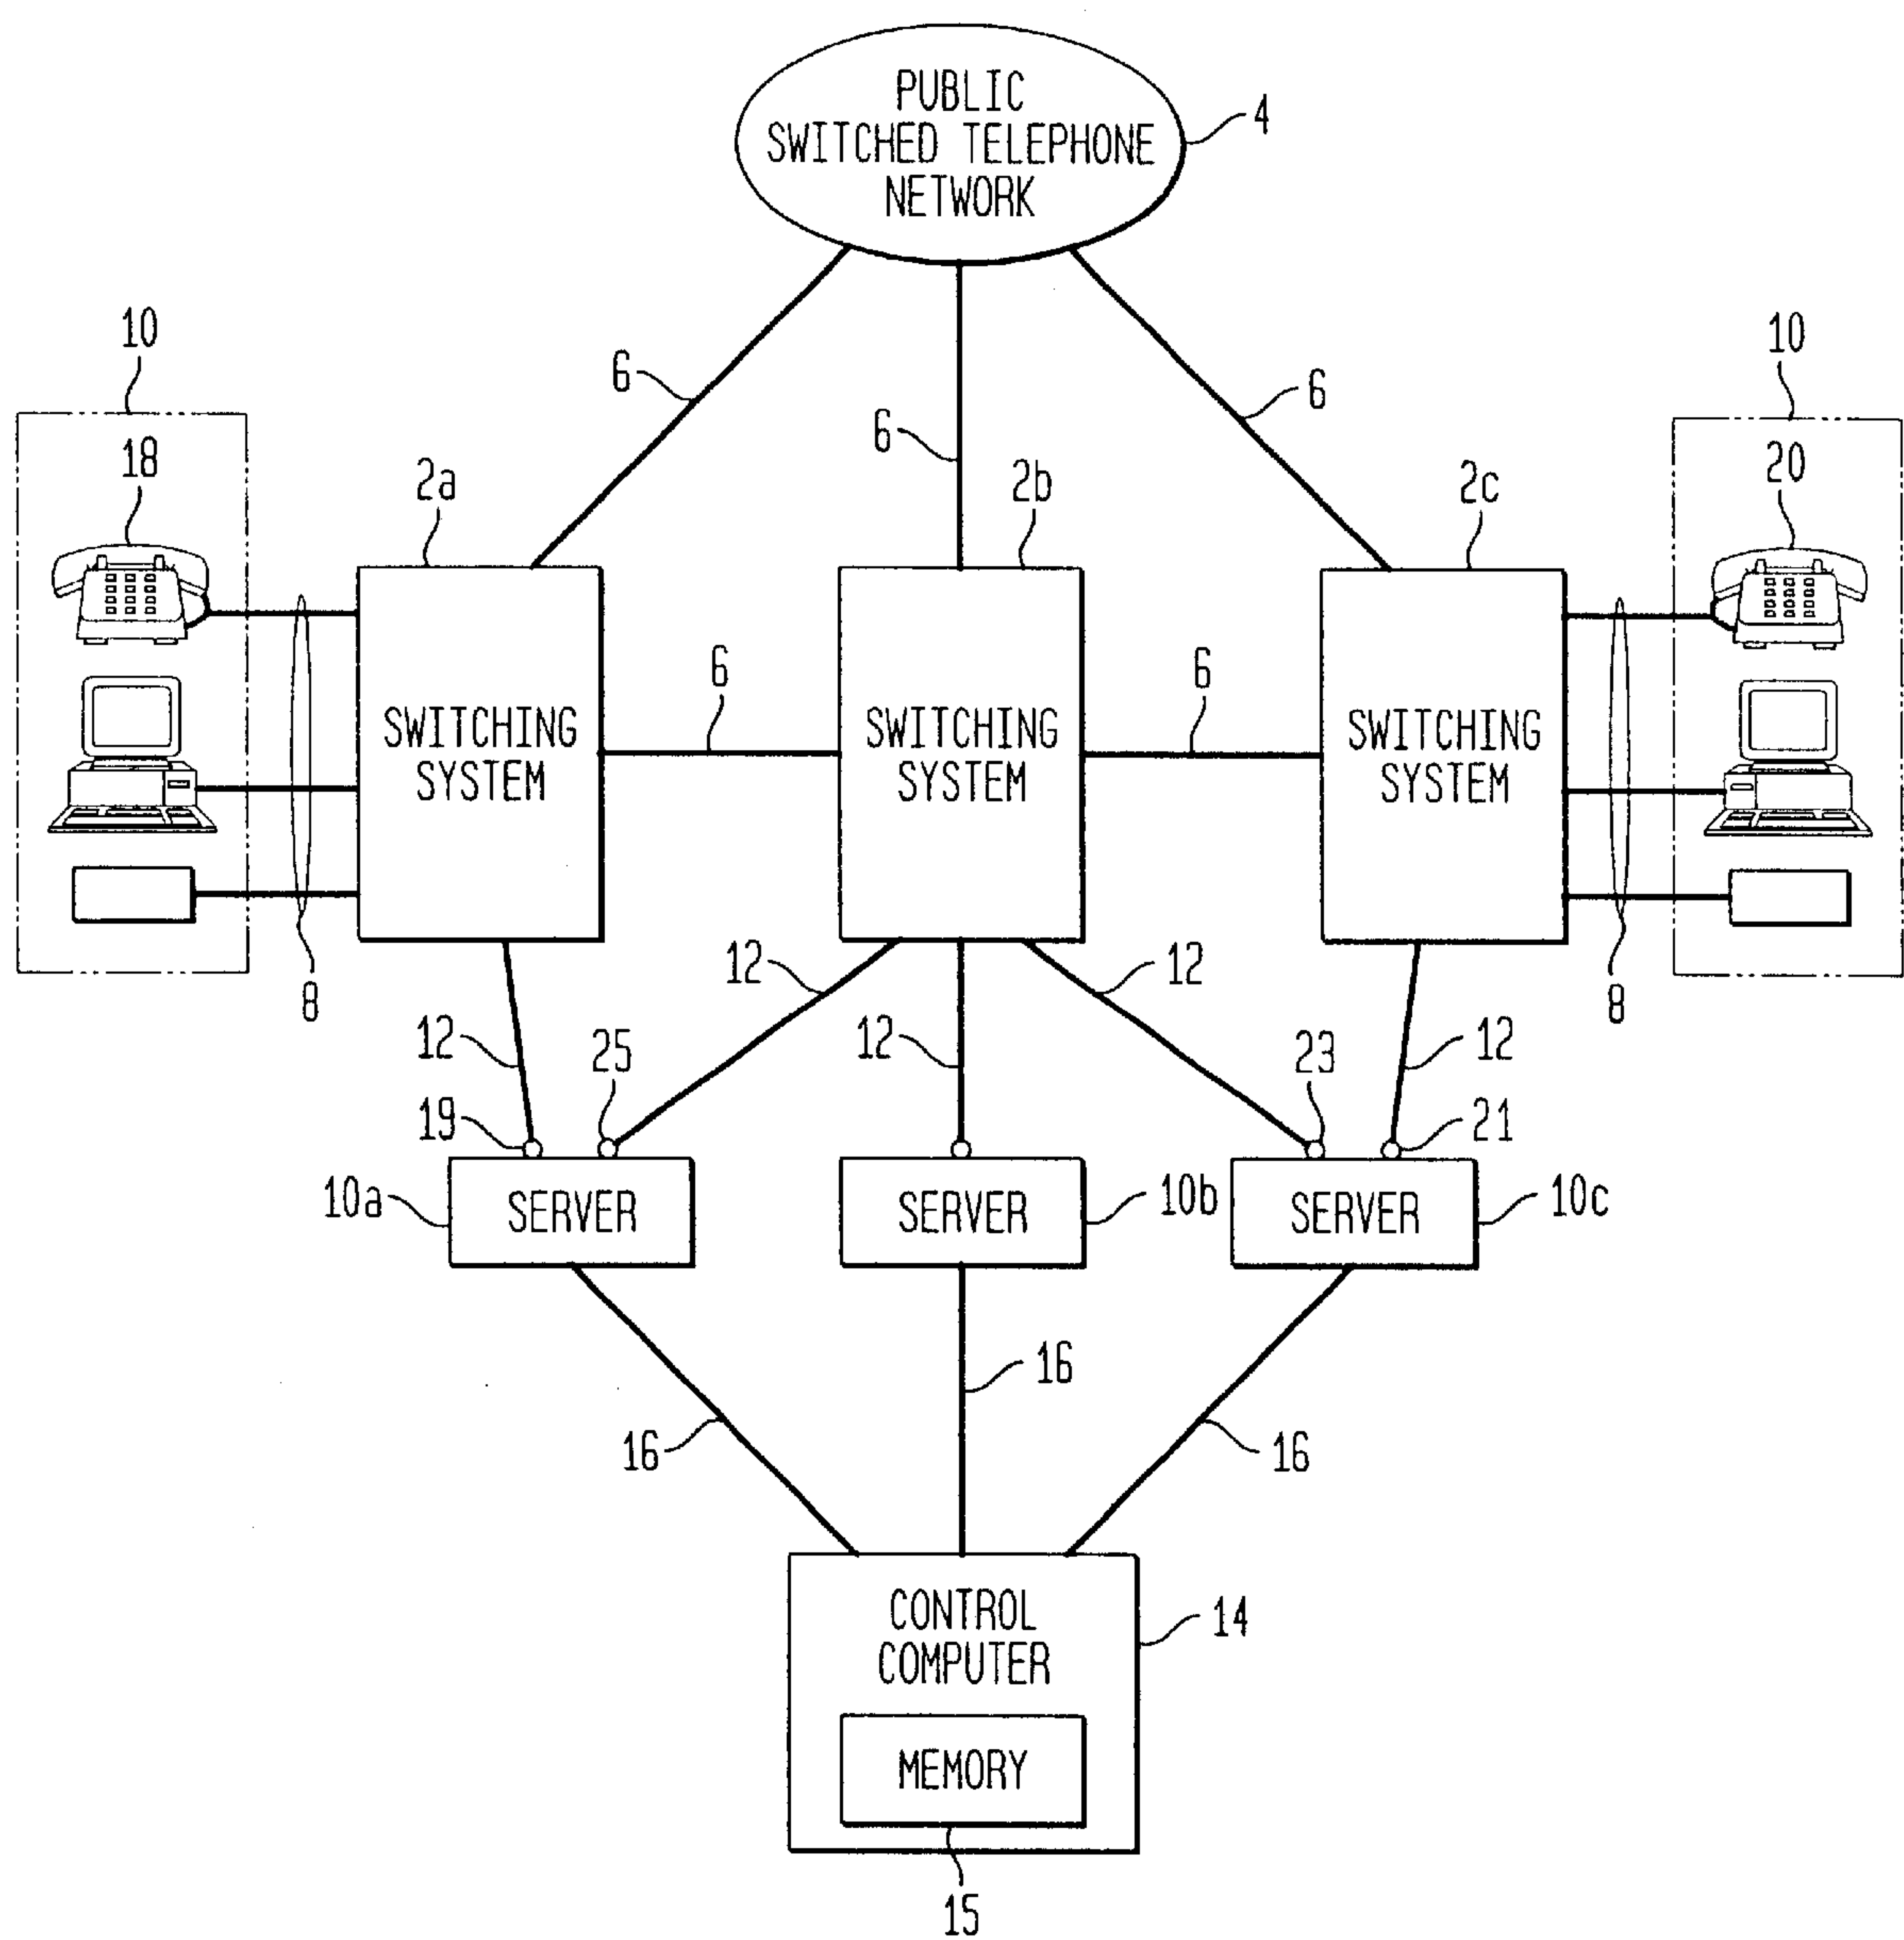 PUBLIC
SWITCHED TELEPHONE
NETWORK
4
10
10
6
6
6
18
20
2a
2b
2c
6
6
SWITCHING
SYSTEM
SWITCHING
SYSTEM
SWITCHING
SYSTEM
8
12
12
8
12
25
12
23
12
19
21
10a
SERVER
SERVER
10b
SERVER
10c
16
16
16
CONTROL
COMPUTER
14
MEMORY
15